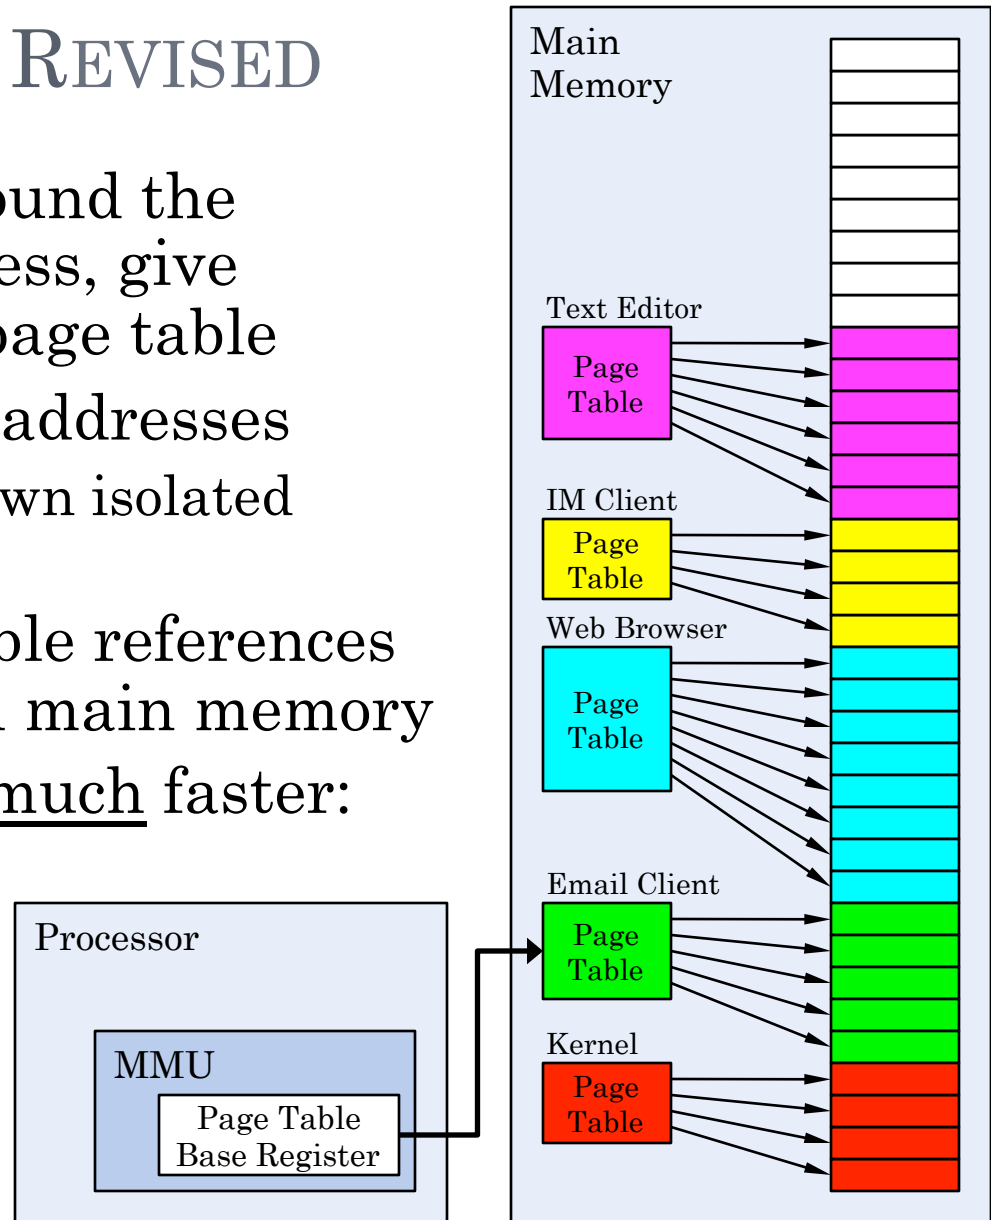 REVISED
ound the
ess, give
page table
addresses
wn isolated
ble references
main memory
much faster:
Processor
MMU
Page Table
Base Register
Main
Memory
Text Editor
Page
Table
IM Client
Page
Table
Web Browser
Page
Table
Email Client
Page
Table
Kernel
Page
Table